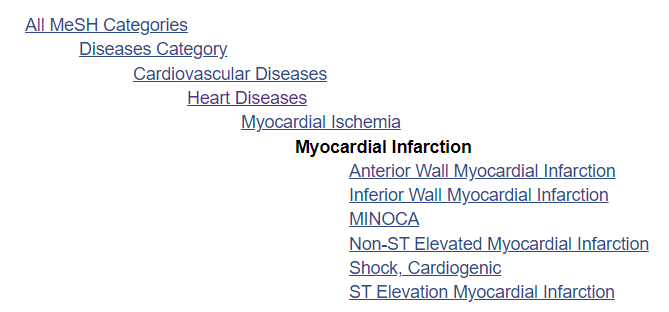 All MeSH Categories
Diseases Category
Cardiovascular Diseases
Heart Diseases
Myocardial Ischemia
Myocardial Infarction
Anterior Wall Myocardial Infarction
Inferior Wall Myocardial Infarction
MINOCA
Non-ST Elevated Myocardial Infarction
Shock, Cardiogenic
ST Elevation Myocardial Infarction